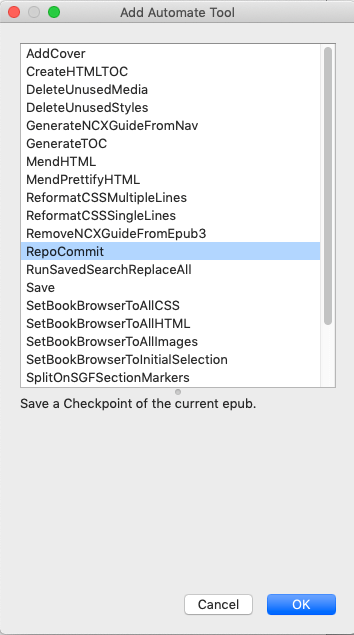 Add Automate Tool
AddCover
CreateHTMLTOC
DeleteUnusedMedia
DeleteUnusedStyles
GenerateNCXGuideFromNav
GenerateTOC
MendHTML
MendPrettifyHTML
ReformatCSSMultipleLines
ReformatCSSSingleLines
RemoveNCXGuideFromEpub3
RepoCommit
RunSavedSearchReplaceAll
Save
SetBookBrowserToAllCSS
SetBookBrowserToAllHTML
SetBookBrowserToAllImages
SetBookBrowserToInitialSelection
SplitOnSGFSectionMarkers
Save a Checkpoint of the current epub.
Cancel
OK